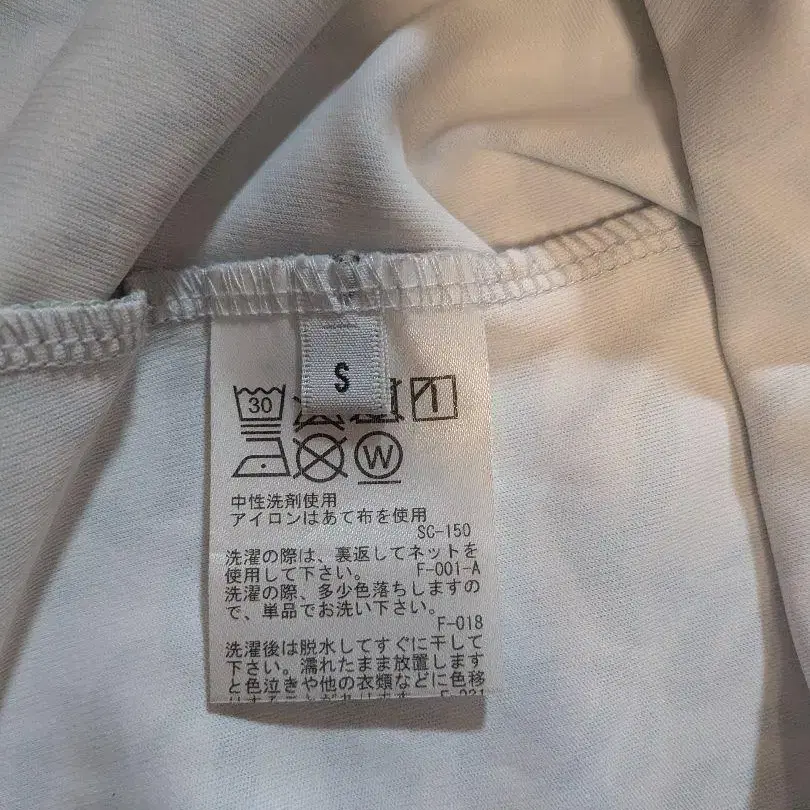 S
30
W
中性洗剤使用
アイロンはあて布を使用
SC-150
洗濯の際は、裏返してネットを
使用して下さい。 F-001-A
洗濯の際、多少色落ちしますの
で、単品でお洗い下さい。
F-018
洗濯後は脱水してすぐに干して
下さい。濡れたまま放置します
と色泣きや他の衣類などに色移